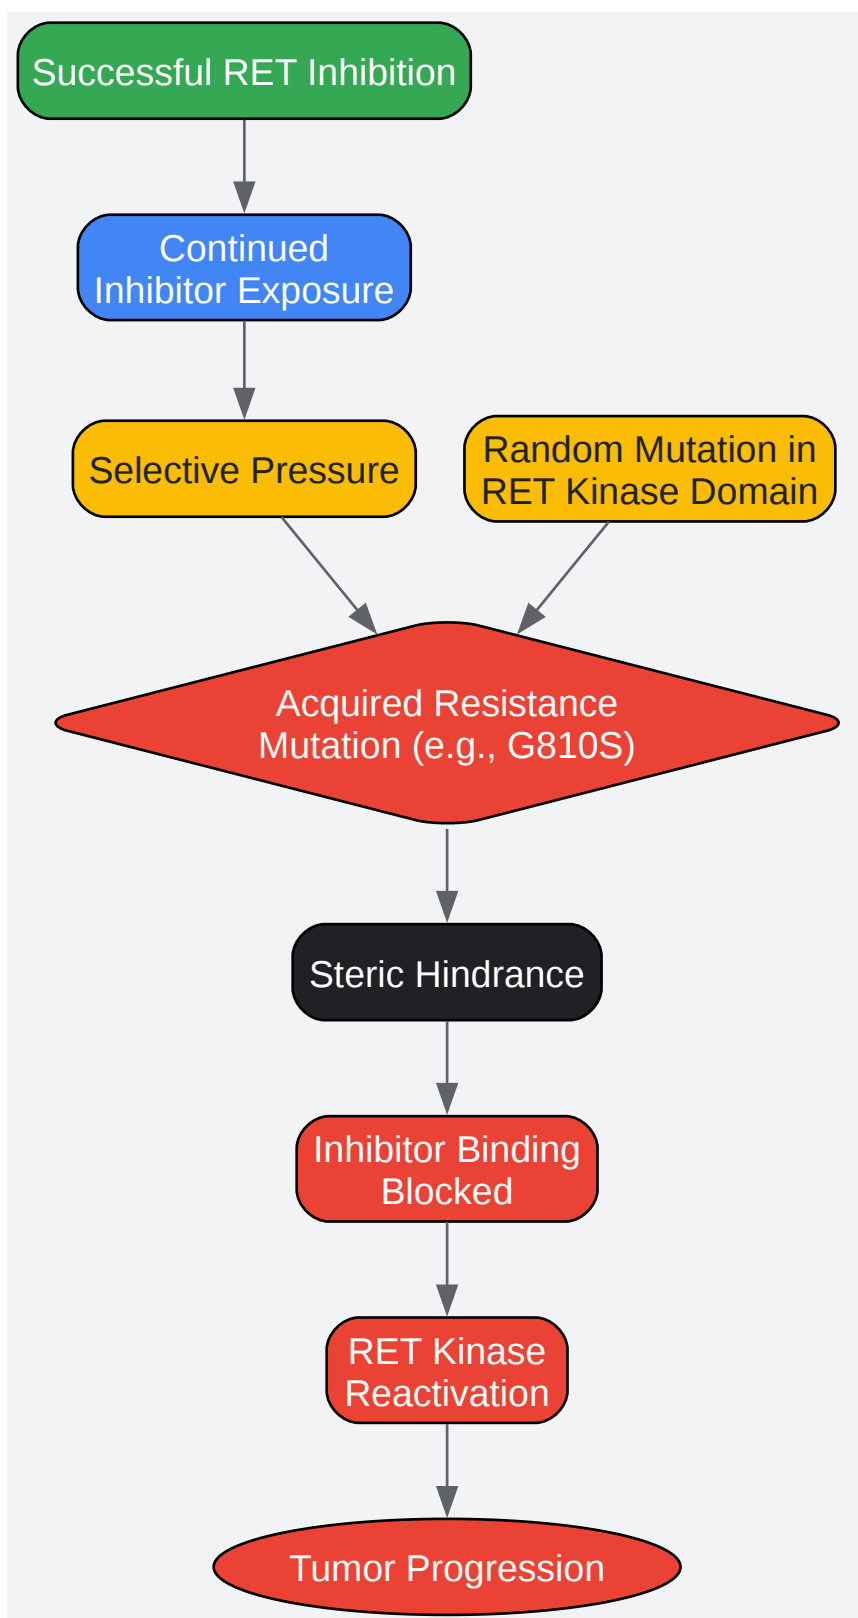 Successful RET Inhibition
Continued
Inhibitor Exposure
Selective Pressure
Random Mutation in
RET Kinase Domain
Acquired Resistance
Mutation (e.g., G810S)
Steric Hindrance
Inhibitor Binding
Blocked
RET Kinase
Reactivation
Tumor Progression